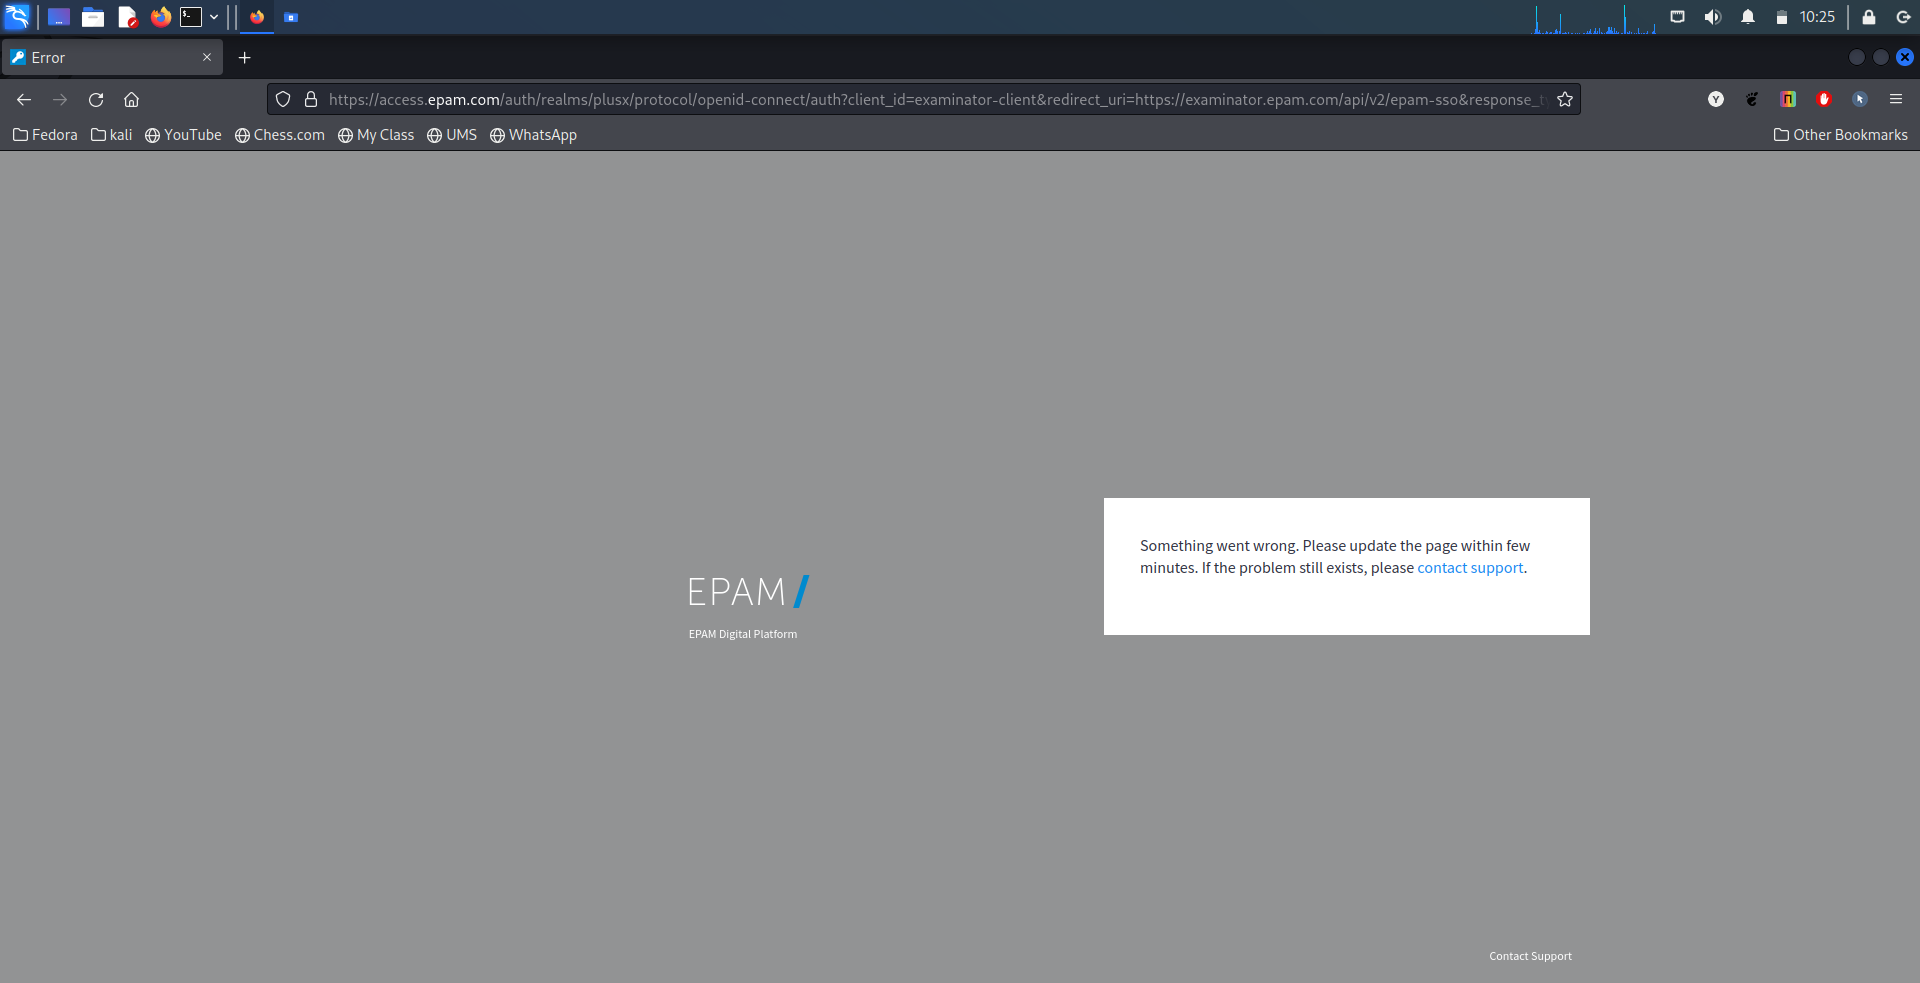 10:25
Error
https://access.epam.com/auth/realms/plusx/protocol/openid-connect/auth?client_id=examinator-client&redirect_uri=https://examinator.epam.com/api/v2/epam-sso&response_t
Fedora kali YouTube Chess.com My Class UMS WhatsApp Other Bookmarks
Something went wrong. Please update the page within few
minutes. If the problem still exists, please contact support.
EPAM/
EPAM Digital Platform
Contact Support